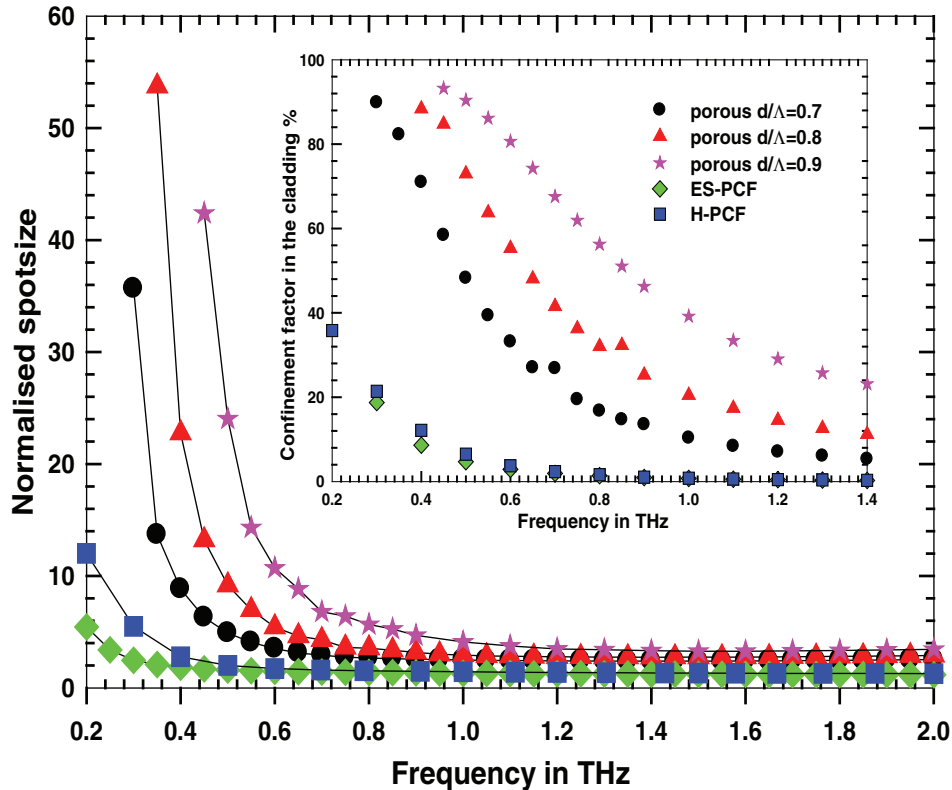 60
50
40
30
20
10
0
Normalised spotsize
0.2 0.4 0.6 0.8 1.0 1.2 1.4 1.6 1.8 2.0
Frequency in THz
100
80
60
40
20
0
Confinement factor in the cladding %
porous d/Λ=0.7
porous d/Λ=0.8
porous d/Λ=0.9
ES-PCF
H-PCF
0.2 0.4 0.6 0.8 1.0 1.2 1.4
Frequency in THz